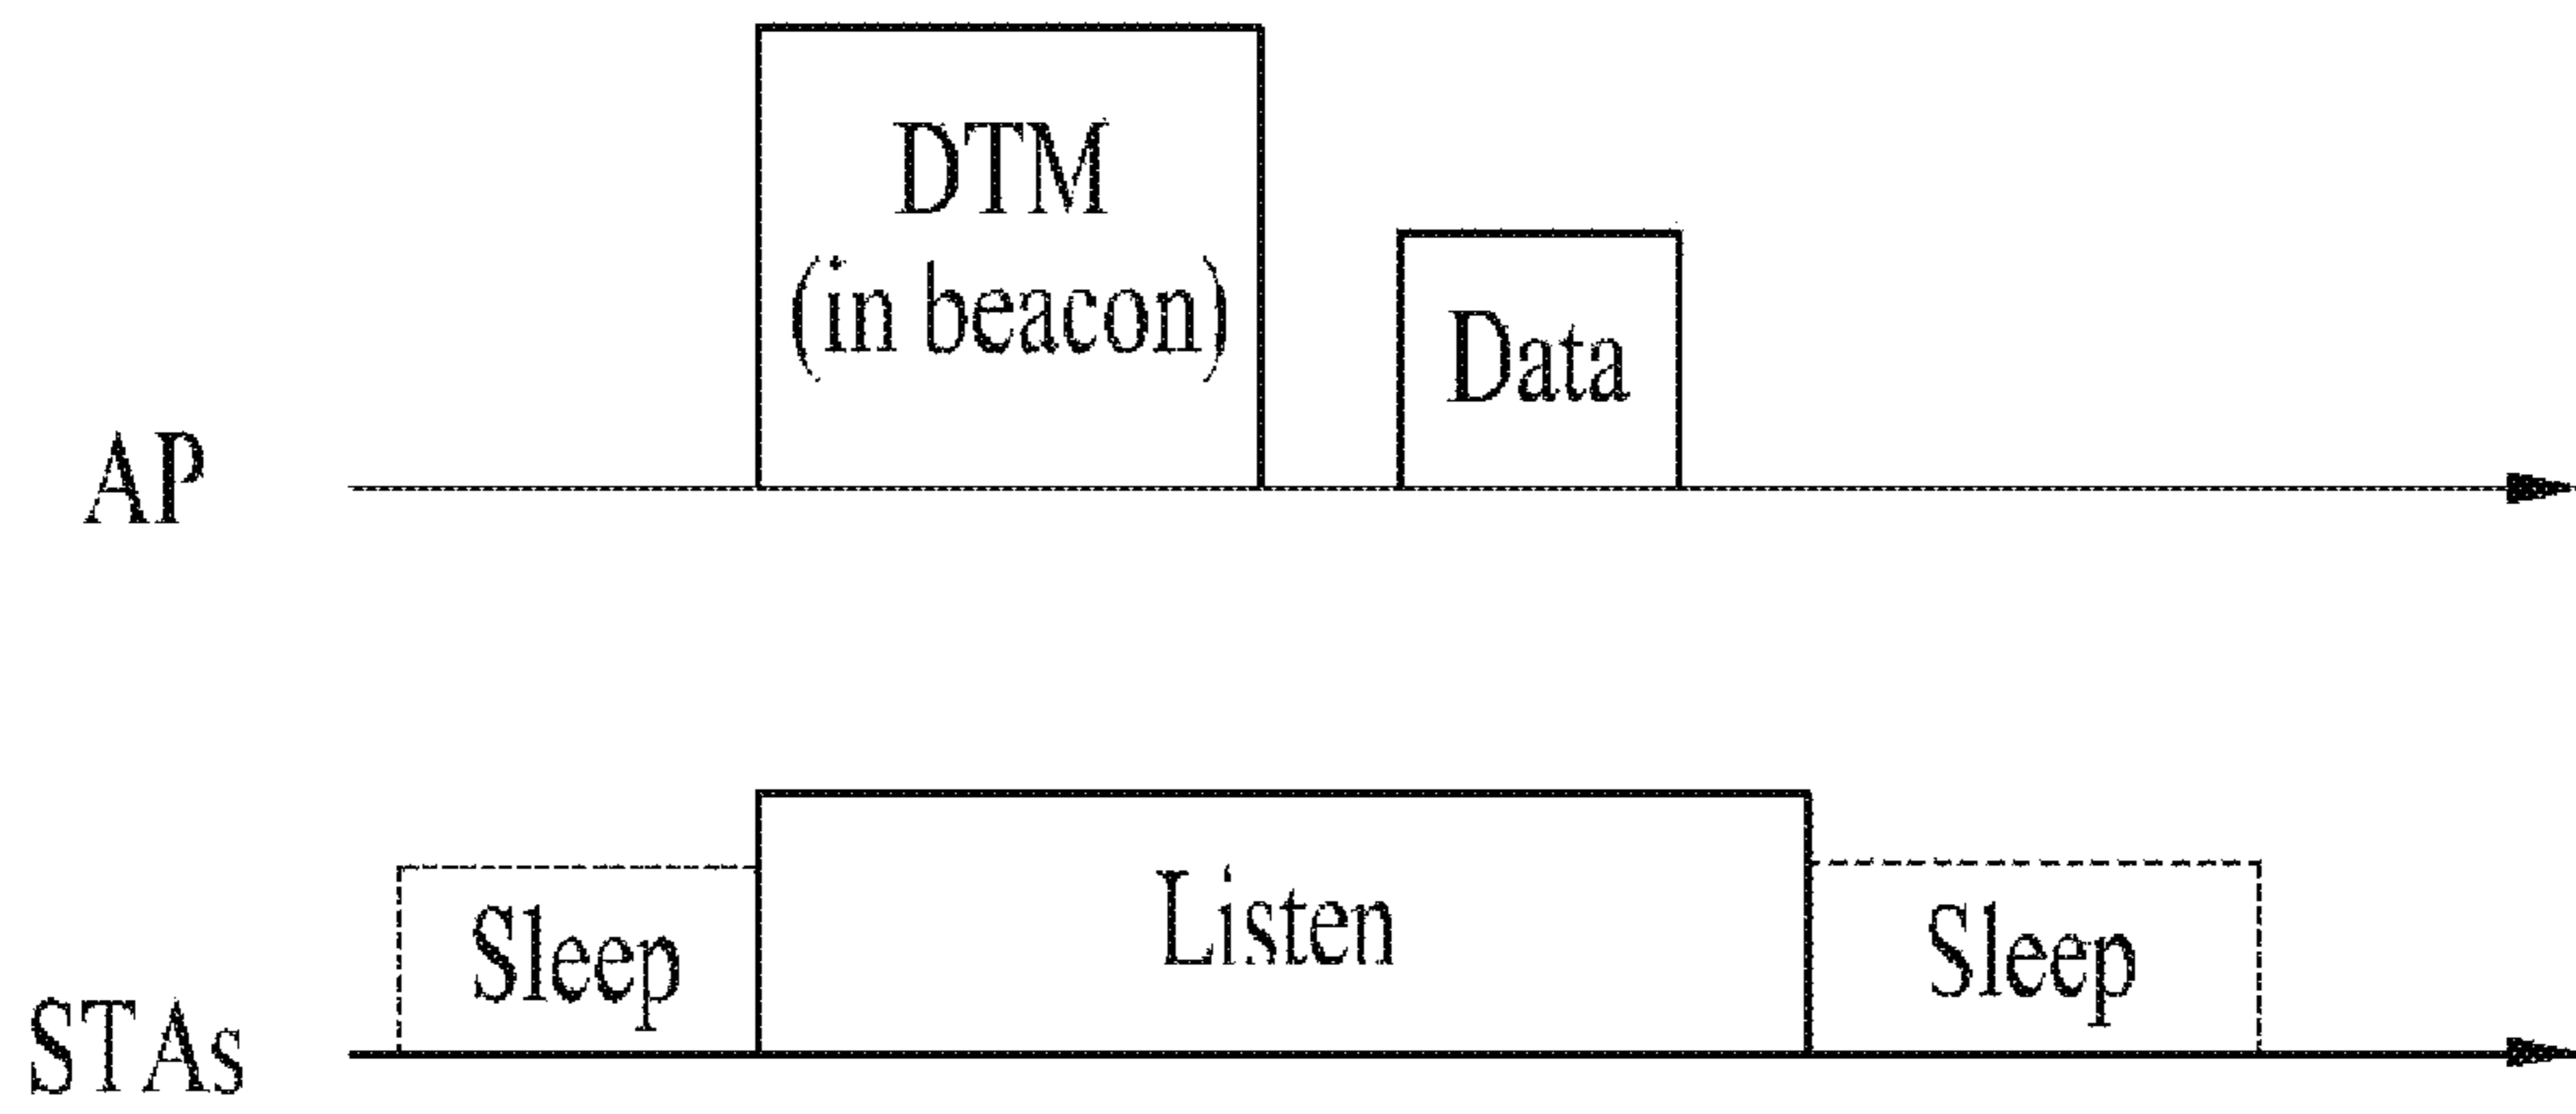 DTM
(in beacon)
Data
AP
Listen
Sleep
Sleep
STAs